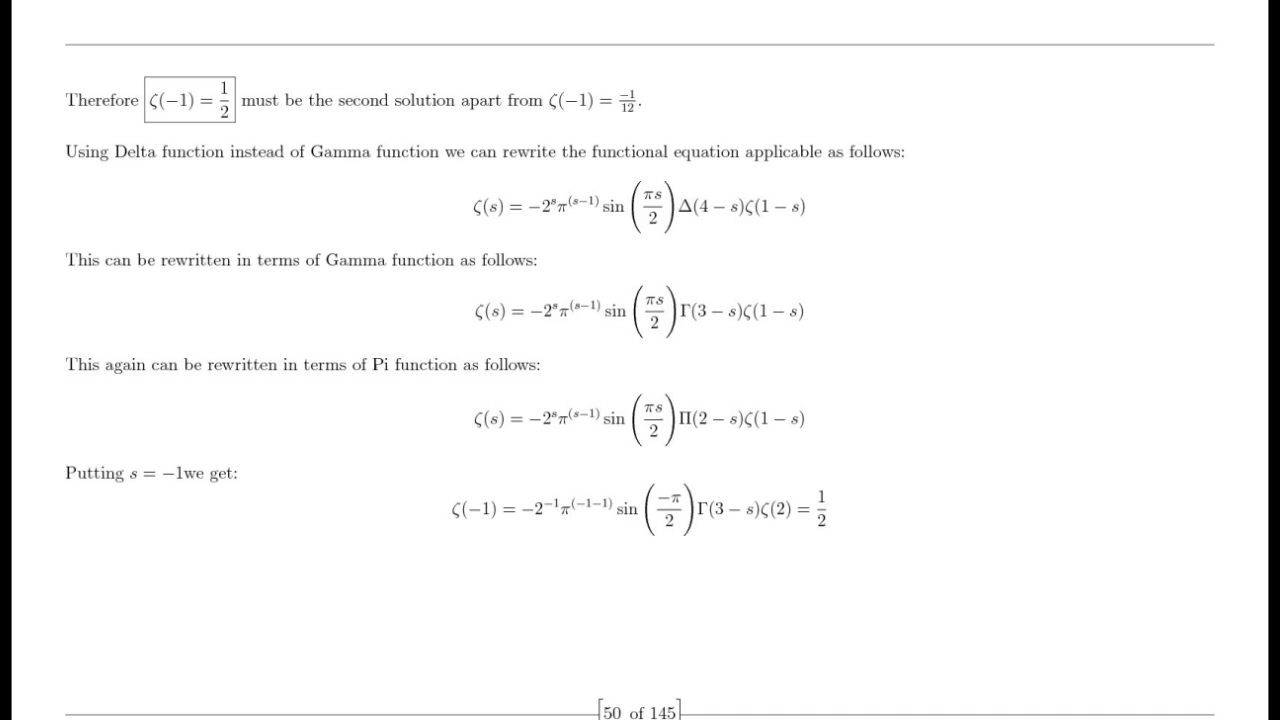 Therefore ζ(−1) = 1/2 must be the second solution apart from ζ(−1) = −1/12.
Using Delta function instead of Gamma function we can rewrite the functional equation applicable as follows:
ζ(s) = −2^s π^(s−1) sin(πs/2) Δ(4 − s)ζ(1 − s)
This can be rewritten in terms of Gamma function as follows:
ζ(s) = −2^s π^(s−1) sin(πs/2) Γ(3 − s)ζ(1 − s)
This again can be rewritten in terms of Pi function as follows:
ζ(s) = −2^s π^(s−1) sin(πs/2) Π(2 − s)ζ(1 − s)
Putting s = −1we get:
ζ(−1) = −2^−1 π^(−1−1) sin(−π/2) Γ(3 − s)ζ(2) = 1/2
[50 of 145]